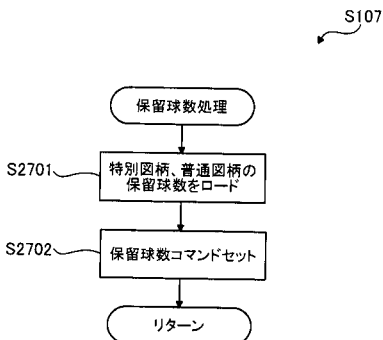 S107
保留球数処理
S2701
特別図柄、普通図柄の
保留球数をロード
S2702
保留球数コマンドセット
リターン